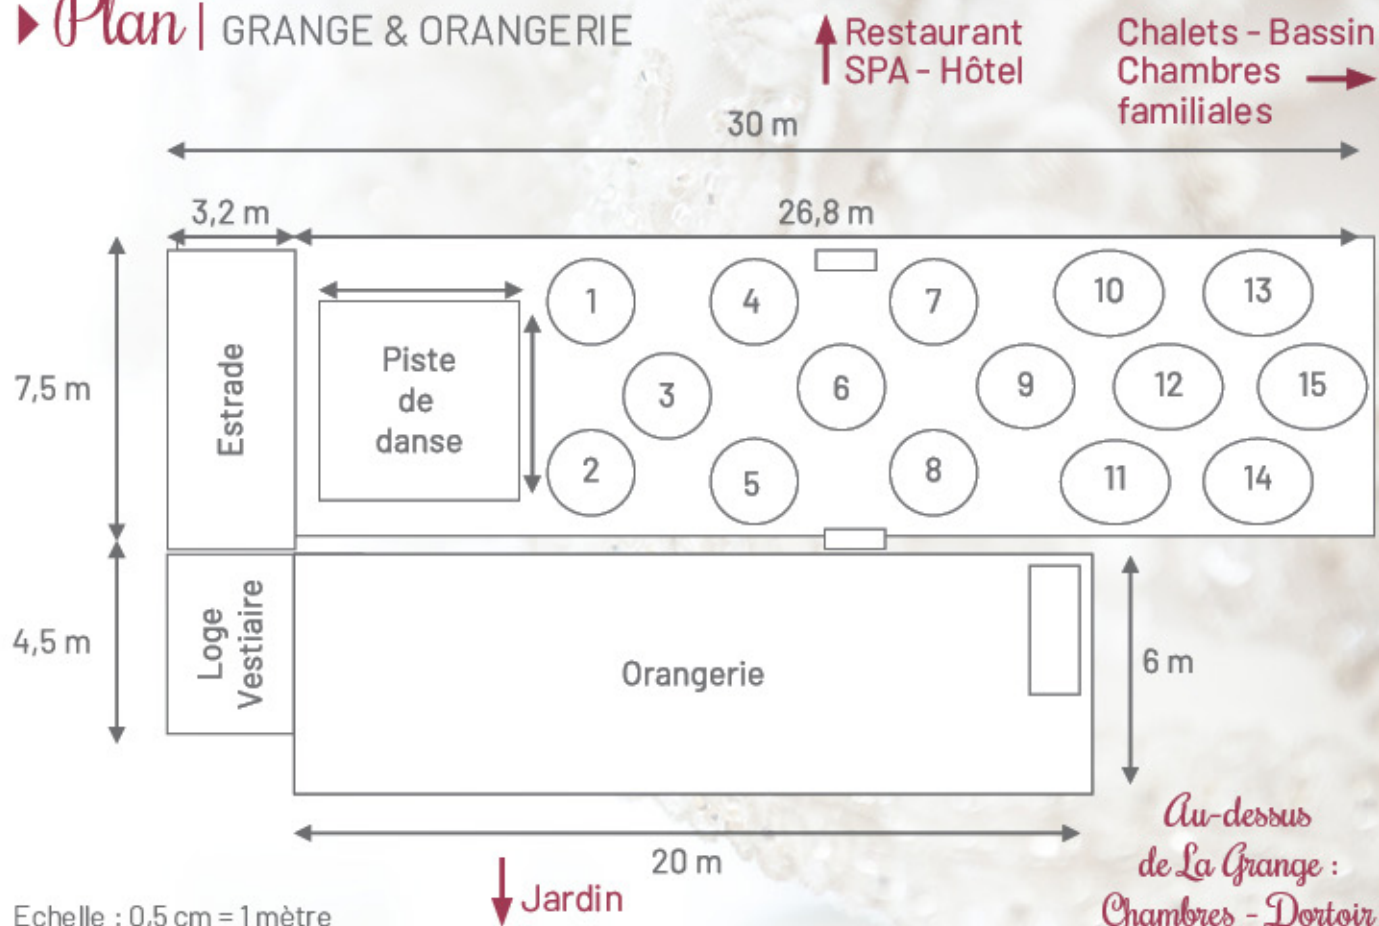 Plan | GRANGE & ORANGERIE
Restaurant
SPA - Hôtel
Chalets - Bassin
Chambres
familiales
30 m
3,2 m
26,8 m
7,5 m
Estrade
Piste
de
danse
1
2
3
4
5
6
7
8
9
10
11
12
13
14
15
4,5 m
Loge
Vestiaire
Orangerie
6 m
20 m
Jardin
Au-dessus
de La Grange :
Chambres - Dortoir
Echelle : 0,5 cm = 1 mètre